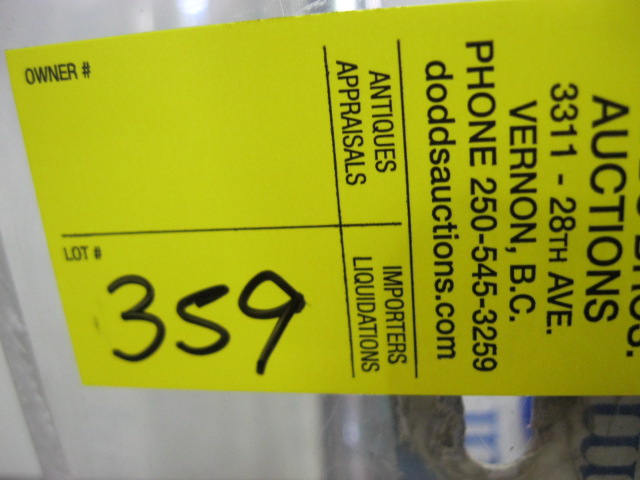 AUCTIONS
3311 - 28TH AVE.
VERNON, B.C.
PHONE 250-545-3259
doddsauctions.com
ANTIQUES
APPRAISALS
IMPORTERS
LIQUIDATIONS
OWNER #
LOT #
359